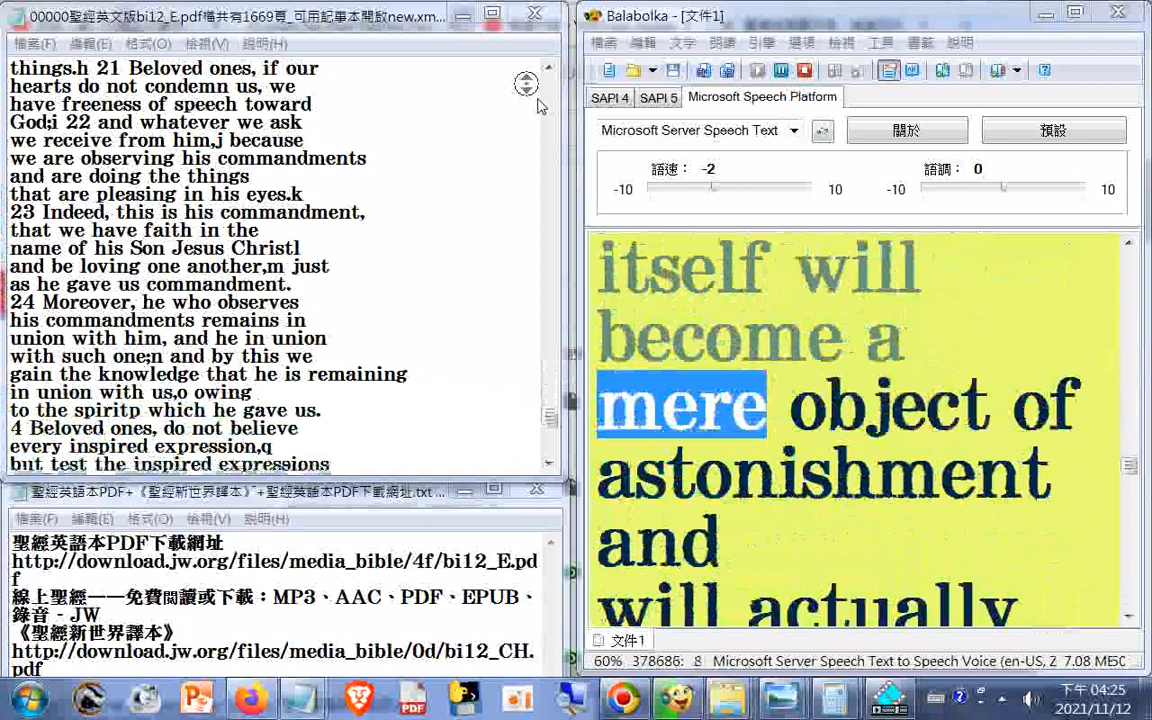 00000聖經英文版bi12_E.pdf檔共有1669頁_可用記事本開啟new.xm...
檔案(F) 編輯(E) 格式(O) 檢視(V) 說明(H)
things.h 21 Beloved ones, if our
hearts do not condemn us, we
have freeness of speech toward
God;i 22 and whatever we ask
we receive from him,j because
we are observing his commandments
and are doing the things
that are pleasing in his eyes.k
23 Indeed, this is his commandment,
that we have faith in the
name of his Son Jesus Christl
and be loving one another,m just
as he gave us commandment.
24 Moreover, he who observes
his commandments remains in
union with him, and he in union
with such one;n and by this we
gain the knowledge that he is remaining
in union with us,o owing
to the spiritp which he gave us.
4 Beloved ones, do not believe
every inspired expression,q
but test the inspired expressions
聖經英語本PDF+《聖經新世界譯本》"+聖經英語本PDF下載網址.txt ...
檔案(F) 編輯(E) 格式(O) 檢視(V) 說明(H)
聖經英語本PDF下載網址
http://download.jw.org/files/media_bible/4f/bi12_E.pd
f
線上聖經——免費閱讀或下載：MP3、AAC、PDF、EPUB、
錄音 - JW
《聖經新世界譯本》
http://download.jw.org/files/media_bible/0d/bi12_CH.
pdf
Balabolka - [文件1]
檔案 編輯 文字 朗讀 引擎 選項 檢視 工具 書籤 說明
SAPI 4 SAPI 5 Microsoft Speech Platform
Microsoft Server Speech Text 關於 預設
語速： -2 語調： 0
-10 10 -10 10
itself will
become a
mere object of
astonishment
and
will actually
文件1
60% 378686: 8 Microsoft Server Speech Text to Speech Voice (en-US, Z 7.08 МБ
下午 04:25
2021/11/12